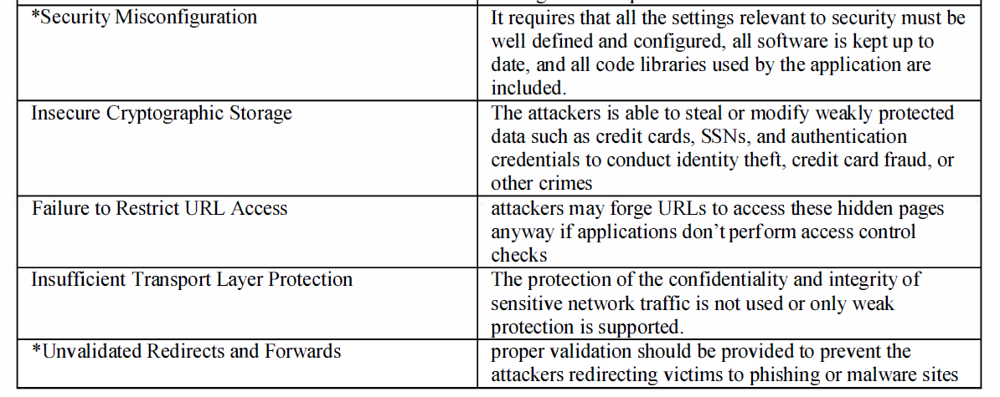 *Security Misconfiguration
It requires that all the settings relevant to security must be
well defined and configured, all software is kept up to
date, and all code libraries used by the application are
included.
Insecure Cryptographic Storage
The attackers is able to steal or modify weakly protected
data such as credit cards, SSNs, and authentication
credentials to conduct identity theft, credit card fraud, or
other crimes
Failure to Restrict URL Access
attackers may forge URLs to access these hidden pages
anyway if applications don't perform access control
checks
Insufficient Transport Layer Protection
The protection of the confidentiality and integrity of
sensitive network traffic is not used or only weak
protection is supported.
*Unvalidated Redirects and Forwards
proper validation should be provided to prevent the
attackers redirecting victims to phishing or malware sites